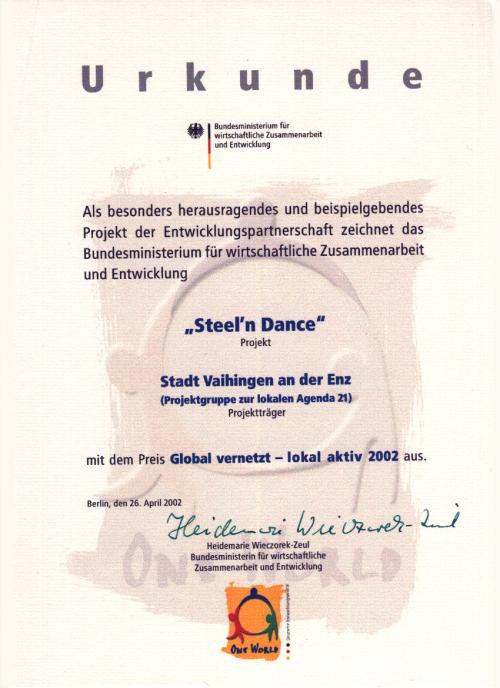 Urkunde
Bundesministerium für
wirtschaftliche Zusammenarbeit
und Entwicklung
Als besonders herausragendes und beispielgebendes
Projekt der Entwicklungspartnerschaft zeichnet das
Bundesministerium für wirtschaftliche Zusammenarbeit
und Entwicklung
„Steel'n Dance“
Projekt
Stadt Vaihingen an der Enz
(Projektgruppe zur lokalen Agenda 21)
Projektträger
mit dem Preis Global vernetzt – lokal aktiv 2002 aus.
Berlin, den 26. April 2002
Heidemarie Wieczorek-Zeul
Heidemarie Wieczorek-Zeul
Bundesministerin für wirtschaftliche
Zusammenarbeit und Entwicklung
ONE WORLD
ONE WORLD